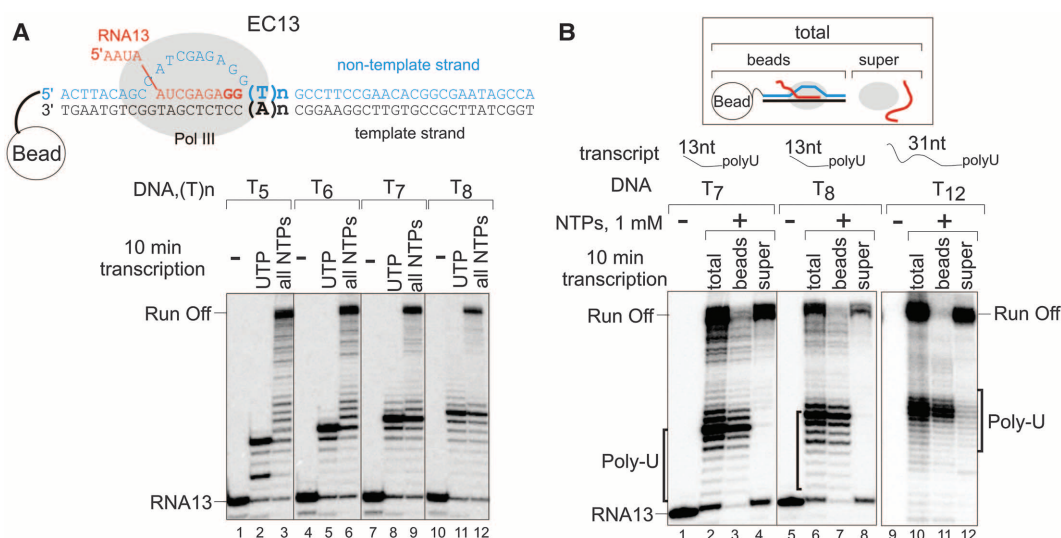 A
EC13
RNA13
5'AAUA
CATCGAGAGG
non-template strand
5' ACTTACAGC AUCGAGAGG (T)n GCCTTCCGAACACGGCGAATAGCCA
3' TGAATGTCGGTAGCTCTCC (A)n CGGAAGGCTTGTGCCGCTTATCGGT
Pol III
template strand
Bead
DNA,(T)n T5 T6 T7 T8
10 min
transcription
- UTP all NTPs - UTP all NTPs - UTP all NTPs - UTP all NTPs
Run Off
RNA13
1 2 3 4 5 6 7 8 9 10 11 12
B
total
beads super
Bead
transcript 13nt polyU 13nt polyU 31nt polyU
DNA T7 T8 T12
NTPs, 1 mM - + - + - +
10 min
transcription
total beads super total beads super total beads super
Run Off Run Off
Poly-U Poly-U
RNA13
1 2 3 4 5 6 7 8 9 10 11 12